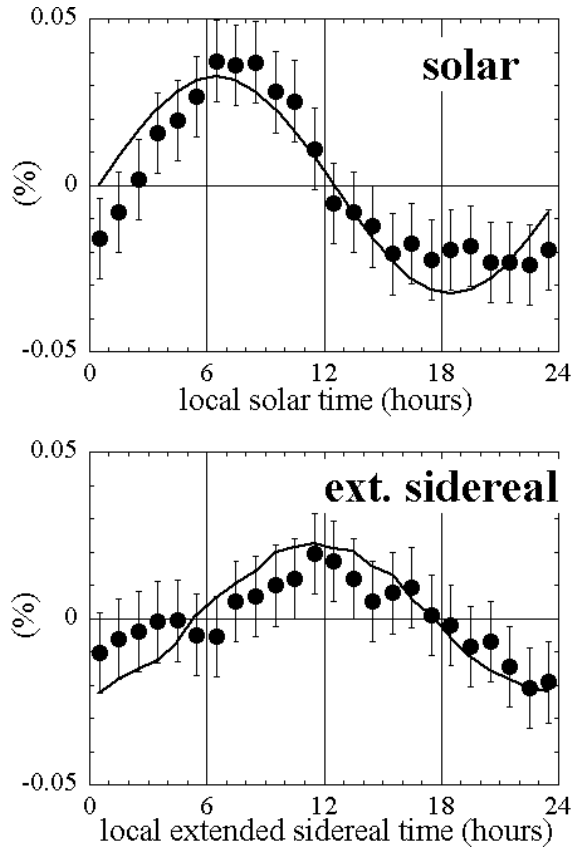 0.05
solar
(%)
0
-0.05
0 6 12 18 24
local solar time (hours)
0.05
ext. sidereal
(%)
0
-0.05
0 6 12 18 24
local extended sidereal time (hours)